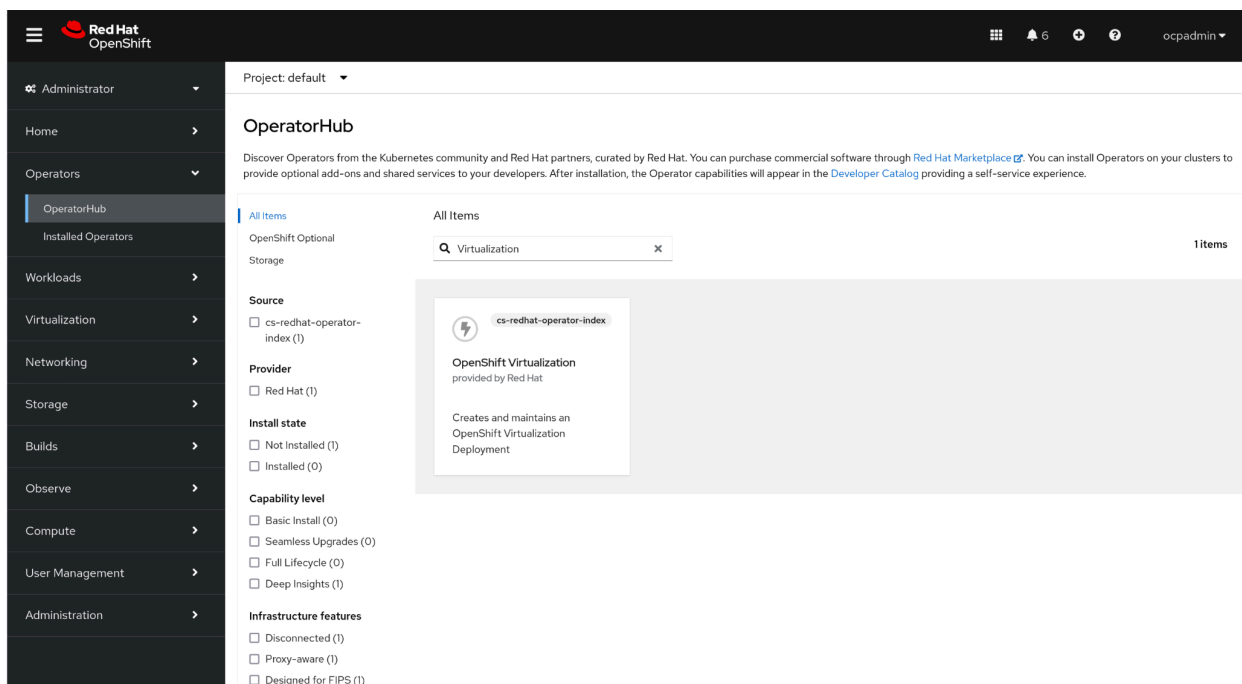 Red Hat
OpenShift
6
ocpadmin
Administrator
Home
Operators
OperatorHub
Installed Operators
Workloads
Virtualization
Networking
Storage
Builds
Observe
Compute
User Management
Administration
Project: default
OperatorHub
Discover Operators from the Kubernetes community and Red Hat partners, curated by Red Hat. You can purchase commercial software through Red Hat Marketplace. You can install Operators on your clusters to
provide optional add-ons and shared services to your developers. After installation, the Operator capabilities will appear in the Developer Catalog providing a self-service experience.
All Items
OpenShift Optional
Storage
Source
cs-redhat-operator-
index (1)
Provider
Red Hat (1)
Install state
Not Installed (1)
Installed (0)
Capability level
Basic Install (0)
Seamless Upgrades (0)
Full Lifecycle (0)
Deep Insights (1)
Infrastructure features
Disconnected (1)
Proxy-aware (1)
Designed for FIPS (1)
All Items
Virtualization
1 items
cs-redhat-operator-index
OpenShift Virtualization
provided by Red Hat
Creates and maintains an
OpenShift Virtualization
Deployment